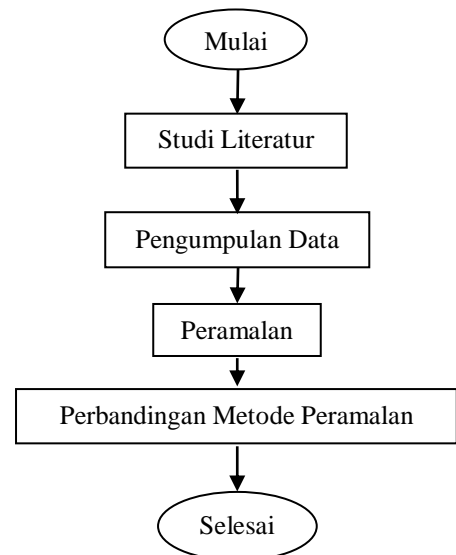 Mulai
Studi Literatur
Pengumpulan Data
Peramalan
Perbandingan Metode Peramalan
Selesai